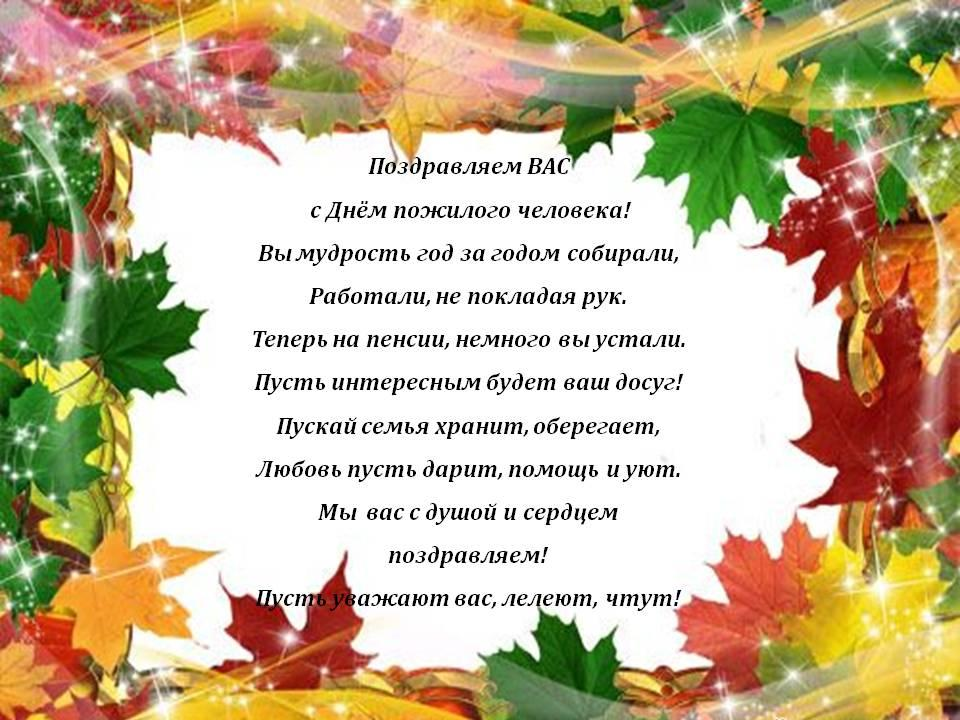 Поздравляем ВАС
с Днём пожилого человека!
Вы мудрость год за годом собирали,
Работали, не покладая рук.
Теперь на пенсии, немного вы устали.
Пусть интересным будет ваш досуг!
Пускай семья хранит, оберегает,
Любовь пусть дарит, помощь и уют.
Мы вас с душой и сердцем
поздравляем!
Пусть уважают вас, лелеют, чтут!